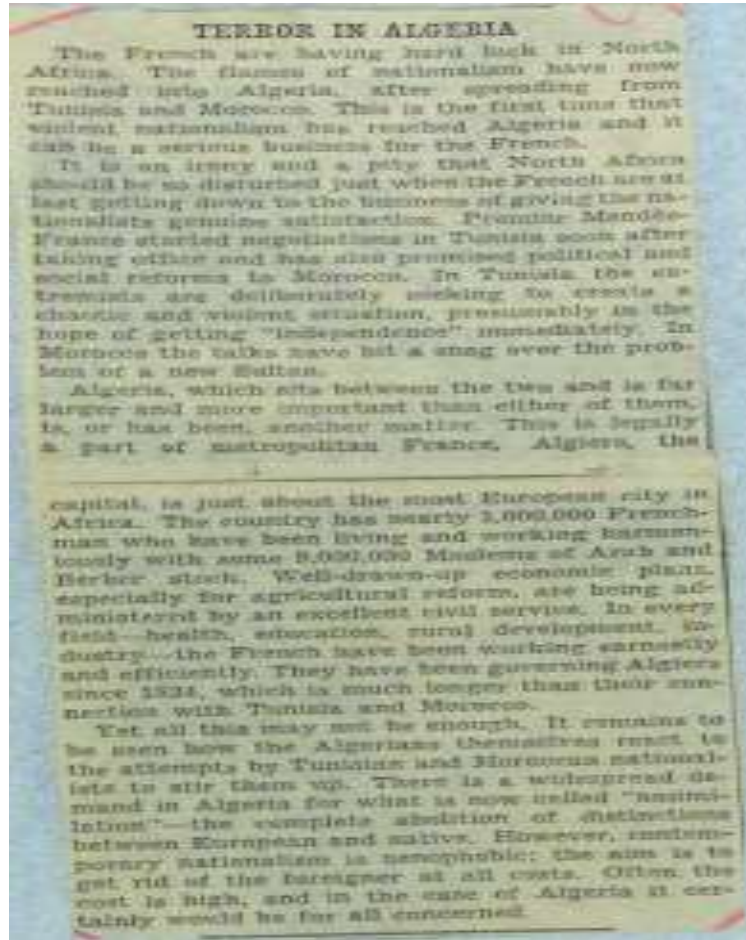 TERROR IN ALGERIA
The French are having hard luck in North
Africa. The flames of nationalism have now
reached into Algeria, after spreading from
Tunisia and Morocco. This is the first time that
violent nationalism has reached Algeria and it
can be a serious business for the French.
It is an irony and a pity that North Africa
should be so disturbed just when the French are at
last getting down to the business of giving the na-
tionalists genuine satisfaction. Premier Mendès-
France started negotiations in Tunisia soon after
taking office and has also promised political and
social reforms to Morocco. In Tunisia the ex-
tremists are deliberately seeking to create a
chaotic and violent situation, presumably in the
hope of getting "independence" immediately. In
Morocco the talks have hit a snag over the prob-
lem of a new Sultan.
Algeria, which sits between the two and is far
larger and more important than either of them,
is, or has been, another matter. This is legally
a part of metropolitan France. Algiers, the
capital, is just about the most European city in
Africa. The country has nearly French-
man who have been living and working harmon-
iously with some Moslems of Arab and
Berber stock. Well-drawn-up economic plans,
especially for agricultural reform, are being ad-
ministered by an excellent civil service. In every
field—health, education, rural development, in-
dustry—the French have been working earnestly
and efficiently. They have been governing Algiers
since 1834, which is much longer than their con-
nection with Tunisia and Morocco.
Yet all this may not be enough. It remains to
be seen how the Algerians themselves react to
the attempts by Tunisian and Moroccan national-
ists to stir them up. There is a widespread de-
mand in Algeria for what is now called "assimi-
lation"—the complete abolition of distinctions
between European and native. However, contem-
porary nationalism is xenophobic; the aim is to
get rid of the foreigner at all costs. Often the
cost is high, and in the case of Algeria it cer-
tainly would be for all concerned.